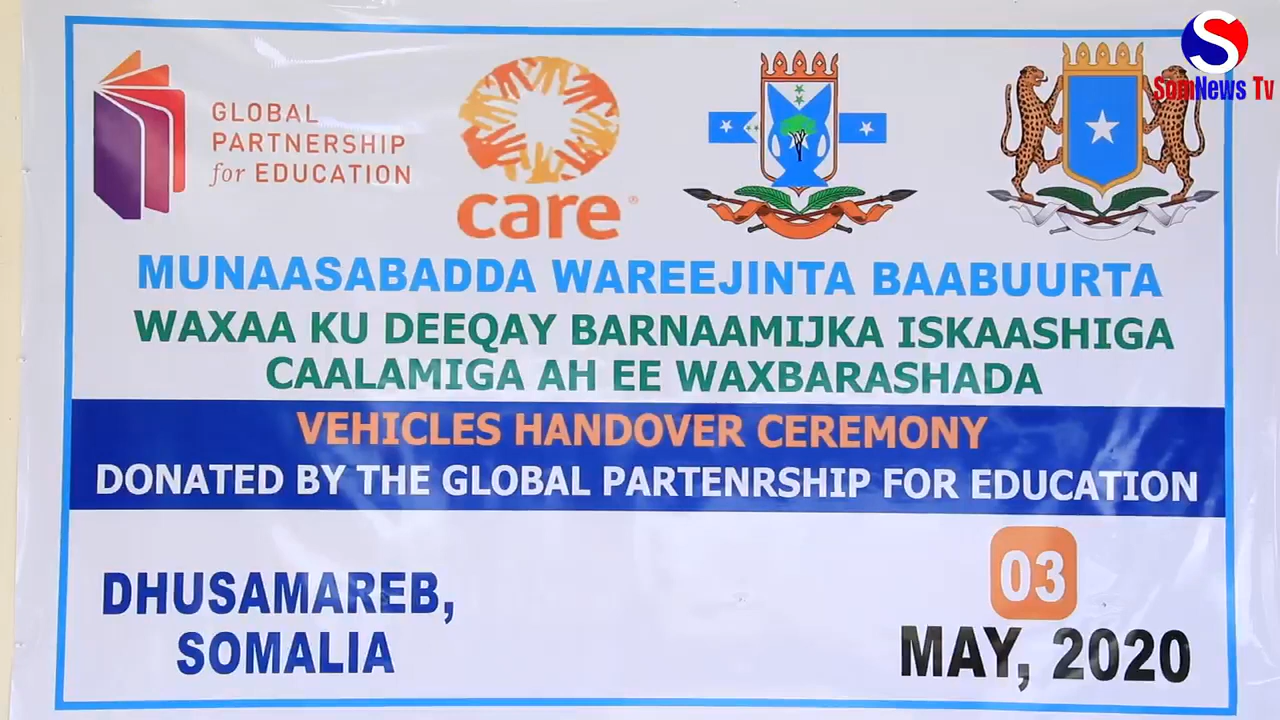 GLOBAL
PARTNERSHIP
for EDUCATION
care®
SomNews Tv
MUNAASABADDA WAREEJINTA BAABUURTA
WAXAA KU DEEQAY BARNAAMIJKA ISKAASHIGA
CAALAMIGA AH EE WAXBARASHADA
VEHICLES HANDOVER CEREMONY
DONATED BY THE GLOBAL PARTENRSHIP FOR EDUCATION
DHUSAMAREB,
SOMALIA
03
MAY, 2020